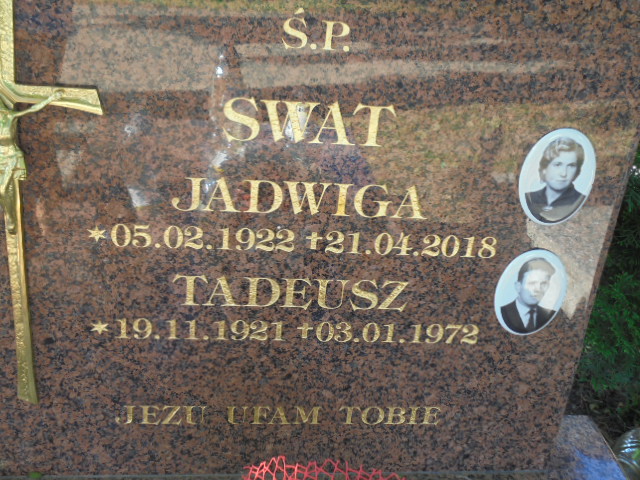 Ś.P.
SWAT
JADWIGA
*05.02.1922 +21.04.2018
TADEUSZ
*19.11.1921 +03.01.1972
JEZU UFAM TOBIE